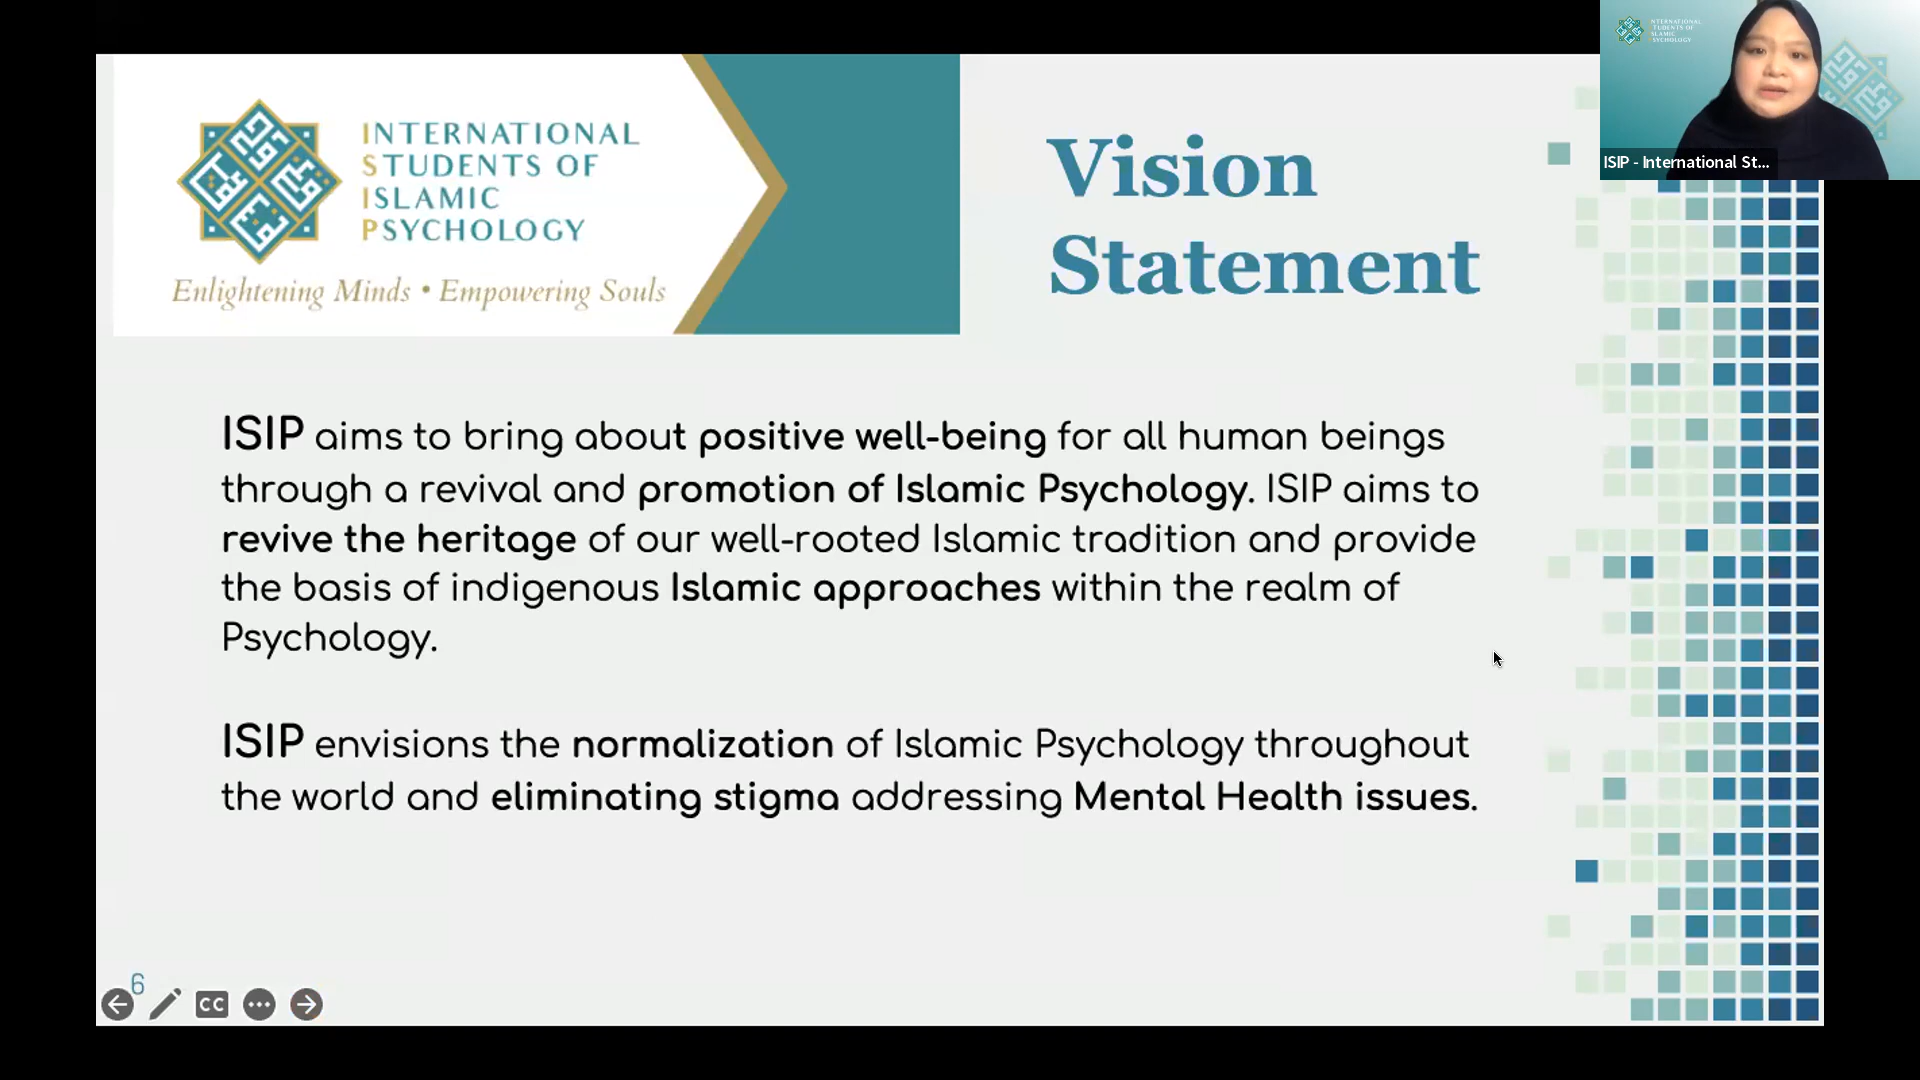 INTERNATIONAL
STUDENTS OF
ISLAMIC
PSYCHOLOGY
Enlightening Minds • Empowering Souls
Vision
Statement
ISIP aims to bring about positive well-being for all human beings
through a revival and promotion of Islamic Psychology. ISIP aims to
revive the heritage of our well-rooted Islamic tradition and provide
the basis of indigenous Islamic approaches within the realm of
Psychology.
ISIP envisions the normalization of Islamic Psychology throughout
the world and eliminating stigma addressing Mental Health issues.
6
CC
INTERNATIONAL
STUDENTS OF
ISLAMIC
PSYCHOLOGY
ISIP - International St...